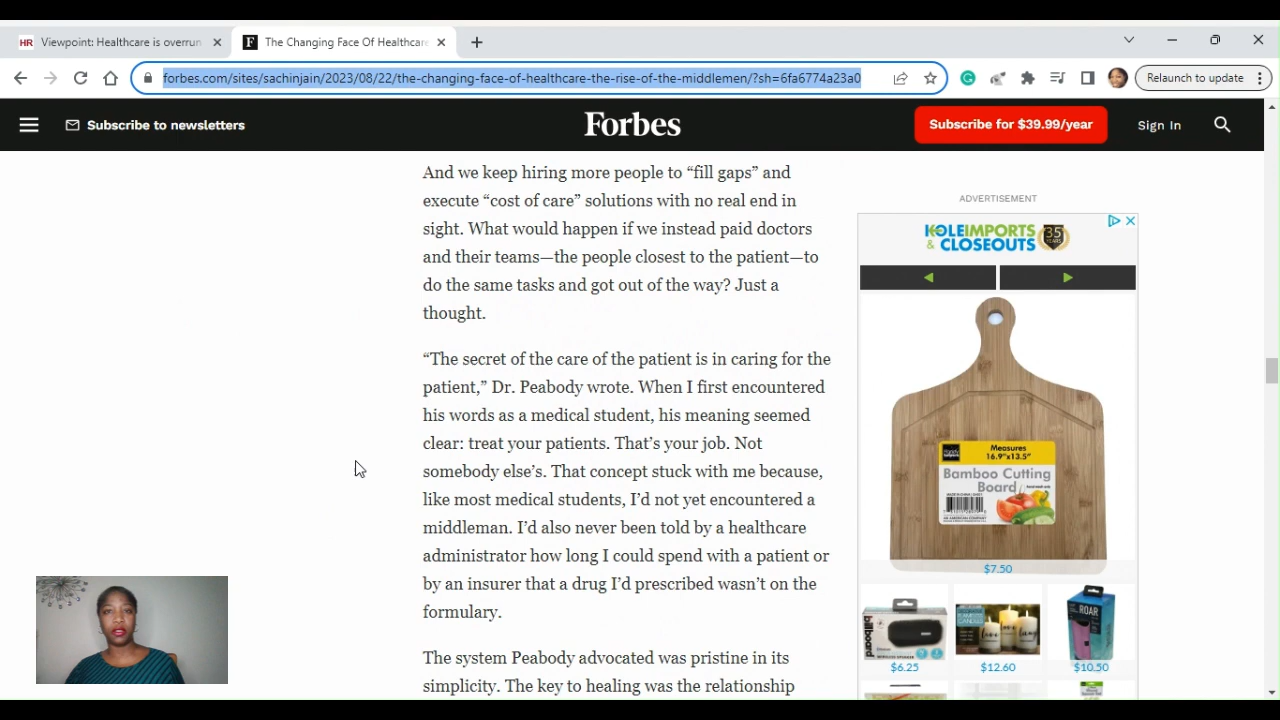 HR Viewpoint: Healthcare is overrun
F The Changing Face Of Healthcare
forbes.com/sites/sachinjain/2023/08/22/the-changing-face-of-healthcare-the-rise-of-the-middlemen/?sh=6fa6774a23a0
Relaunch to update
Subscribe to newsletters
Forbes
Subscribe for $39.99/year
Sign In
And we keep hiring more people to “fill gaps” and
execute “cost of care” solutions with no real end in
sight. What would happen if we instead paid doctors
and their teams—the people closest to the patient—to
do the same tasks and got out of the way? Just a
thought.
“The secret of the care of the patient is in caring for the
patient,” Dr. Peabody wrote. When I first encountered
his words as a medical student, his meaning seemed
clear: treat your patients. That’s your job. Not
somebody else’s. That concept stuck with me because,
like most medical students, I’d not yet encountered a
middleman. I’d also never been told by a healthcare
administrator how long I could spend with a patient or
by an insurer that a drug I’d prescribed wasn’t on the
formulary.
The system Peabody advocated was pristine in its
simplicity. The key to healing was the relationship
ADVERTISEMENT
KOLEIMPORTS
& CLOSEOUTS
35
YEARS
Measures
16.9"x13.5"
Bamboo Cutting
Board
$7.50
billboard
ROAR
$6.25
$12.60
$10.50